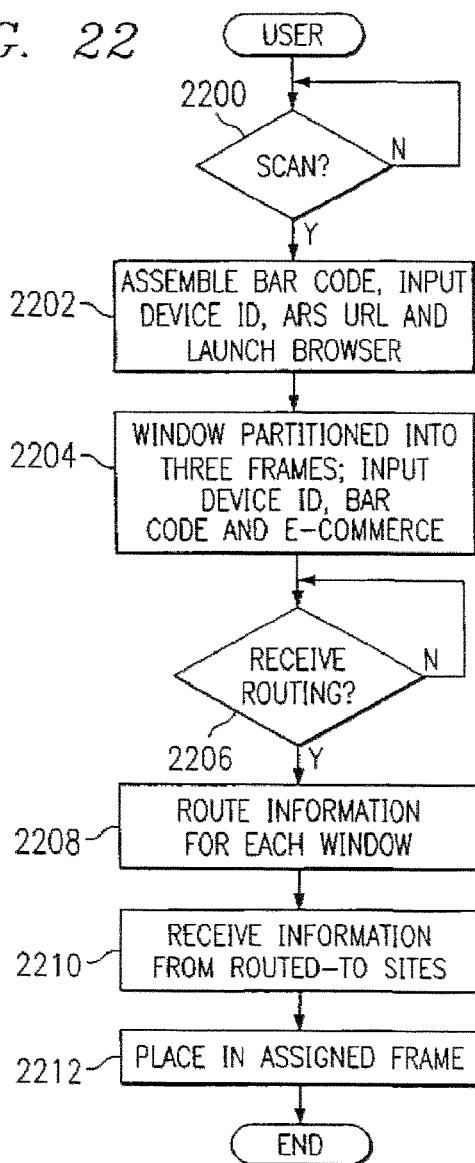 G. 22
USER
2200
SCAN?
N
Y
2202
ASSEMBLE BAR CODE, INPUT
DEVICE ID, ARS URL AND
LAUNCH BROWSER
2204
WINDOW PARTITIONED INTO
THREE FRAMES; INPUT
DEVICE ID, BAR
CODE AND E-COMMERCE
RECEIVE
ROUTING?
N
2206
Y
2208
ROUTE INFORMATION
FOR EACH WINDOW
2210
RECEIVE INFORMATION
FROM ROUTED-TO SITES
2212
PLACE IN ASSIGNED FRAME
END